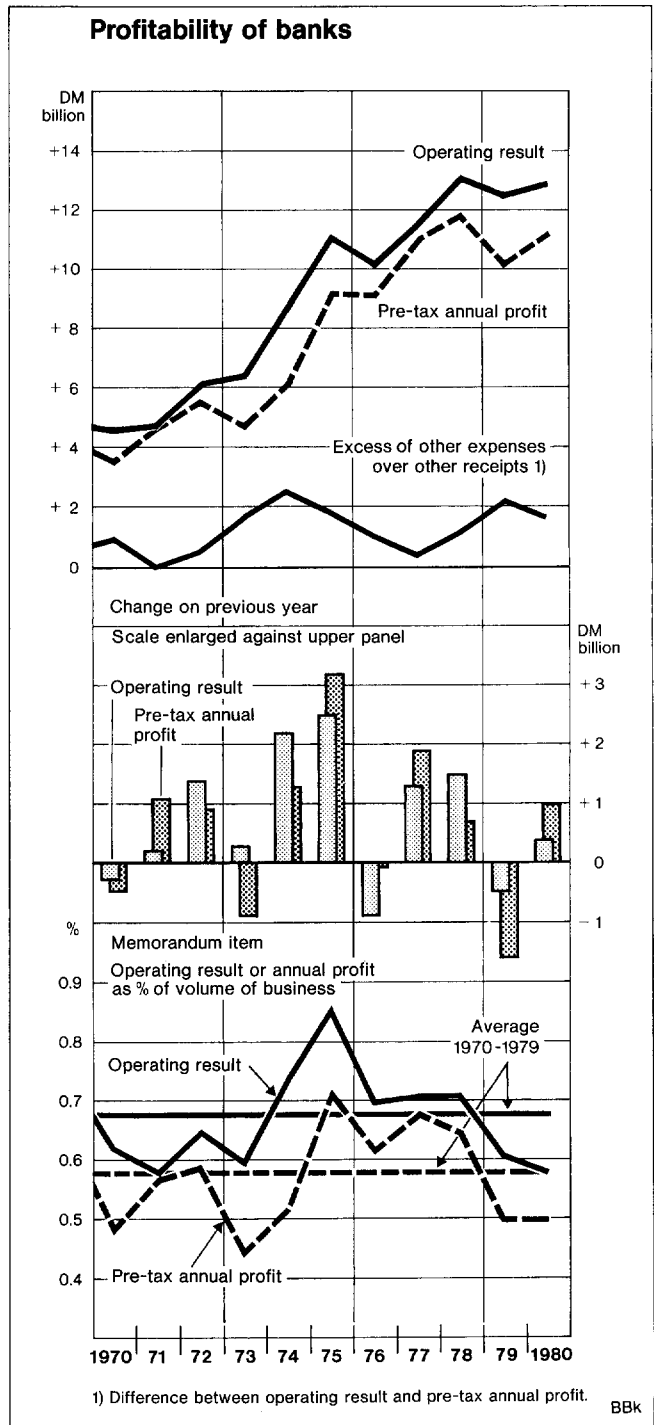 Profitability of banks
DM
billion
+14
+12
+10
+ 8
+ 6
+ 4
+ 2
0
Operating result
Pre-tax annual profit
Excess of other expenses
over other receipts 1)
Change on previous year
Scale enlarged against upper panel
DM
billion
Operating result
Pre-tax annual
profit
+ 3
+ 2
+ 1
0
− 1
%
Memorandum item
Operating result or annual profit
as % of volume of business
0.9
0.8
0.7
0.6
0.5
0.4
Average
1970-1979
Operating result
Pre-tax annual profit
1970 71 72 73 74 75 76 77 78 79 1980
1) Difference between operating result and pre-tax annual profit.
BBk